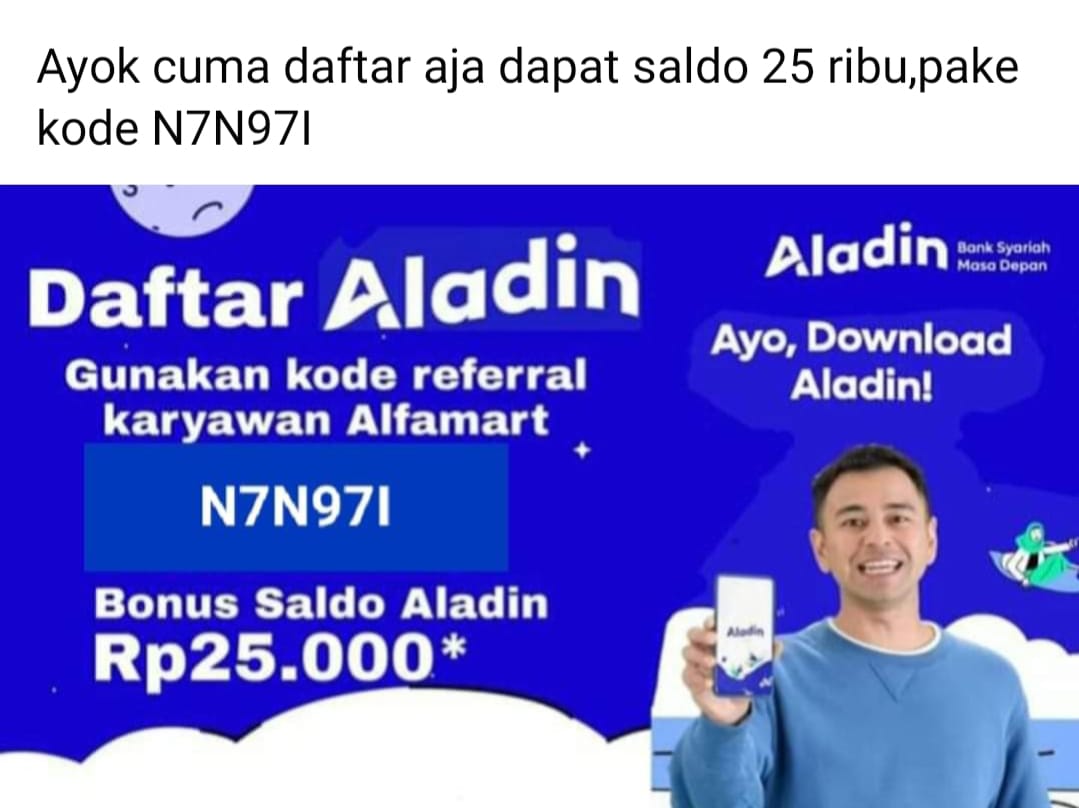 Ayok cuma daftar aja dapat saldo 25 ribu,pake
kode N7N97I
Daftar Aladin
Gunakan kode referral
karyawan Alfamart
N7N97I
Bonus Saldo Aladin
Rp25.000*
Aladin Bank Syariah
Masa Depan
Ayo, Download
Aladin!
Aladin